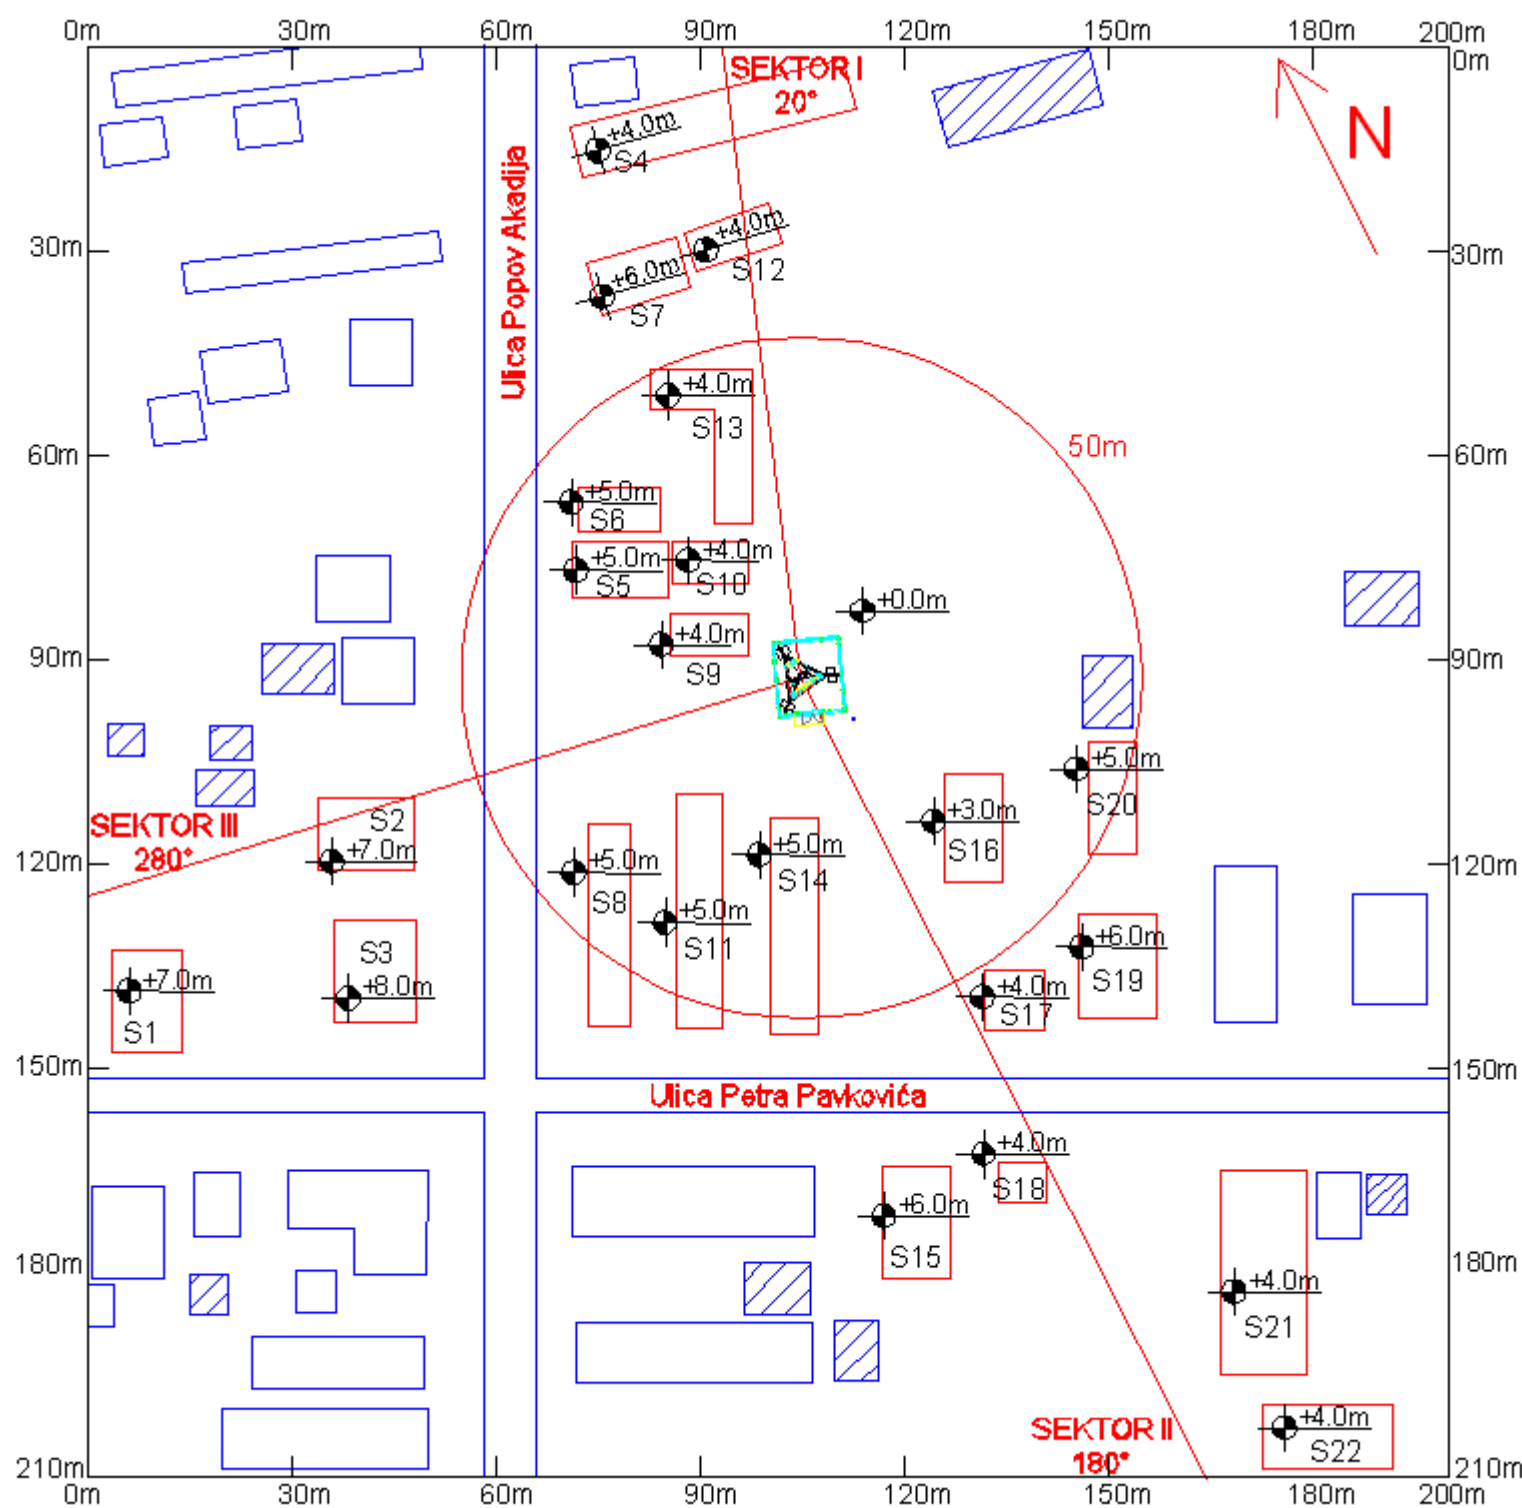 0m 30m 60m 90m 120m 150m 180m 200m
0m
SEKTOR I
20°
N
+4.0m
S4
Ulica Popov Akadija
+4.0m
S12
30m
30m
+6.0m
S7
+4.0m
S13
50m
60m
60m
+5.0m
S6
+5.0m
S5
+4.0m
S10
+0.0m
+4.0m
S9
90m
90m
+5.0m
S20
SEKTOR III
280°
S2
+7.0m
+3.0m
S16
120m
120m
+5.0m
S8
+5.0m
S14
+5.0m
S11
S3
+8.0m
+7.0m
S1
+6.0m
S19
+4.0m
S17
150m
150m
Ulica Petra Pavkovića
+4.0m
S18
+6.0m
S15
180m
180m
+4.0m
S21
SEKTOR II
180°
+4.0m
S22
210m
210m
0m 30m 60m 90m 120m 150m 180m 200m